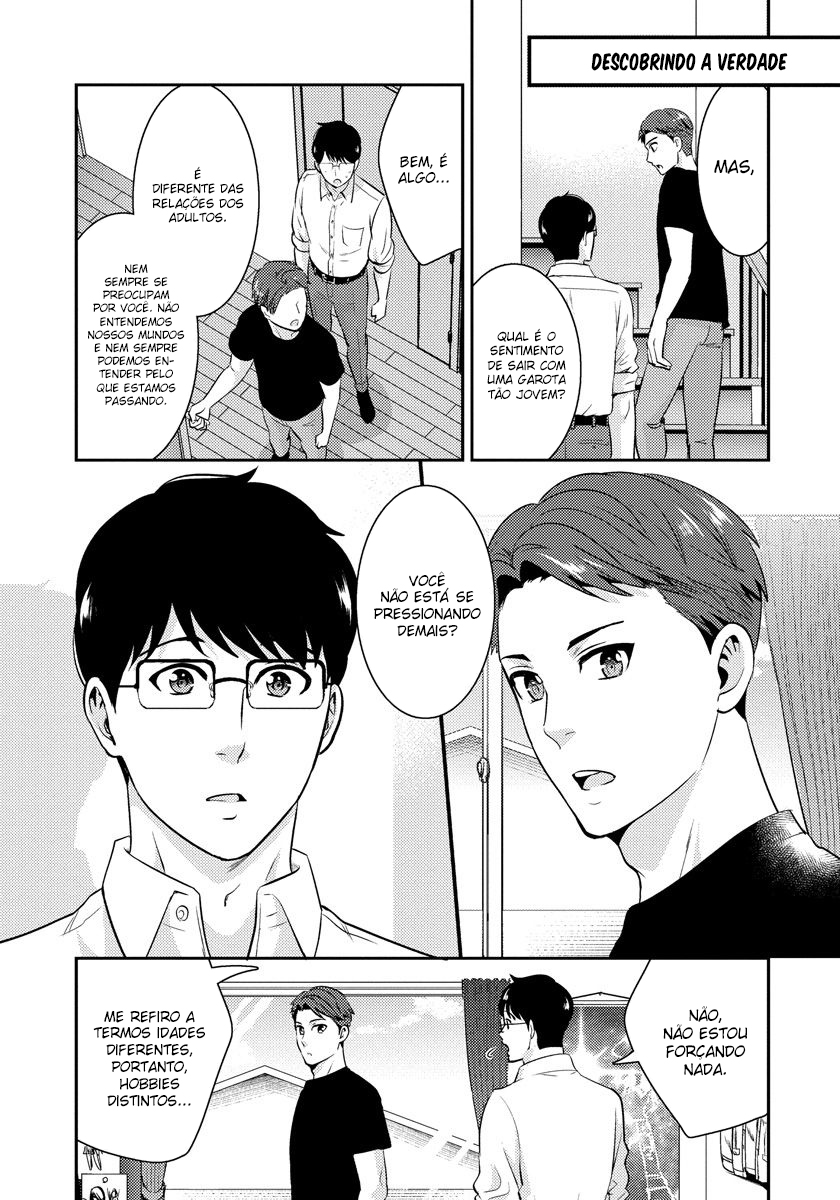 DESCOBRINDO A VERDADE
MAS,
QUAL É O
SENTIMENTO
DE SAIR COM
UMA GAROTA
TÃO JOVEM?
BEM, É
ALGO...
É
DIFERENTE DAS
RELAÇÕES DOS
ADULTOS.
NEM
SEMPRE SE
PREOCUPAM
POR VOCÊ. NÃO
ENTENDEMOS
NOSSOS MUNDOS
E NEM SEMPRE
PODEMOS EN-
TENDER PELO
QUE ESTAMOS
PASSANDO.
VOCÊ
NÃO ESTÁ SE
PRESSIONANDO
DEMAIS?
NÃO,
NÃO ESTOU
FORÇANDO
NADA.
ME REFIRO A
TERMOS IDADES
DIFERENTES,
PORTANTO,
HOBBIES
DISTINTOS...